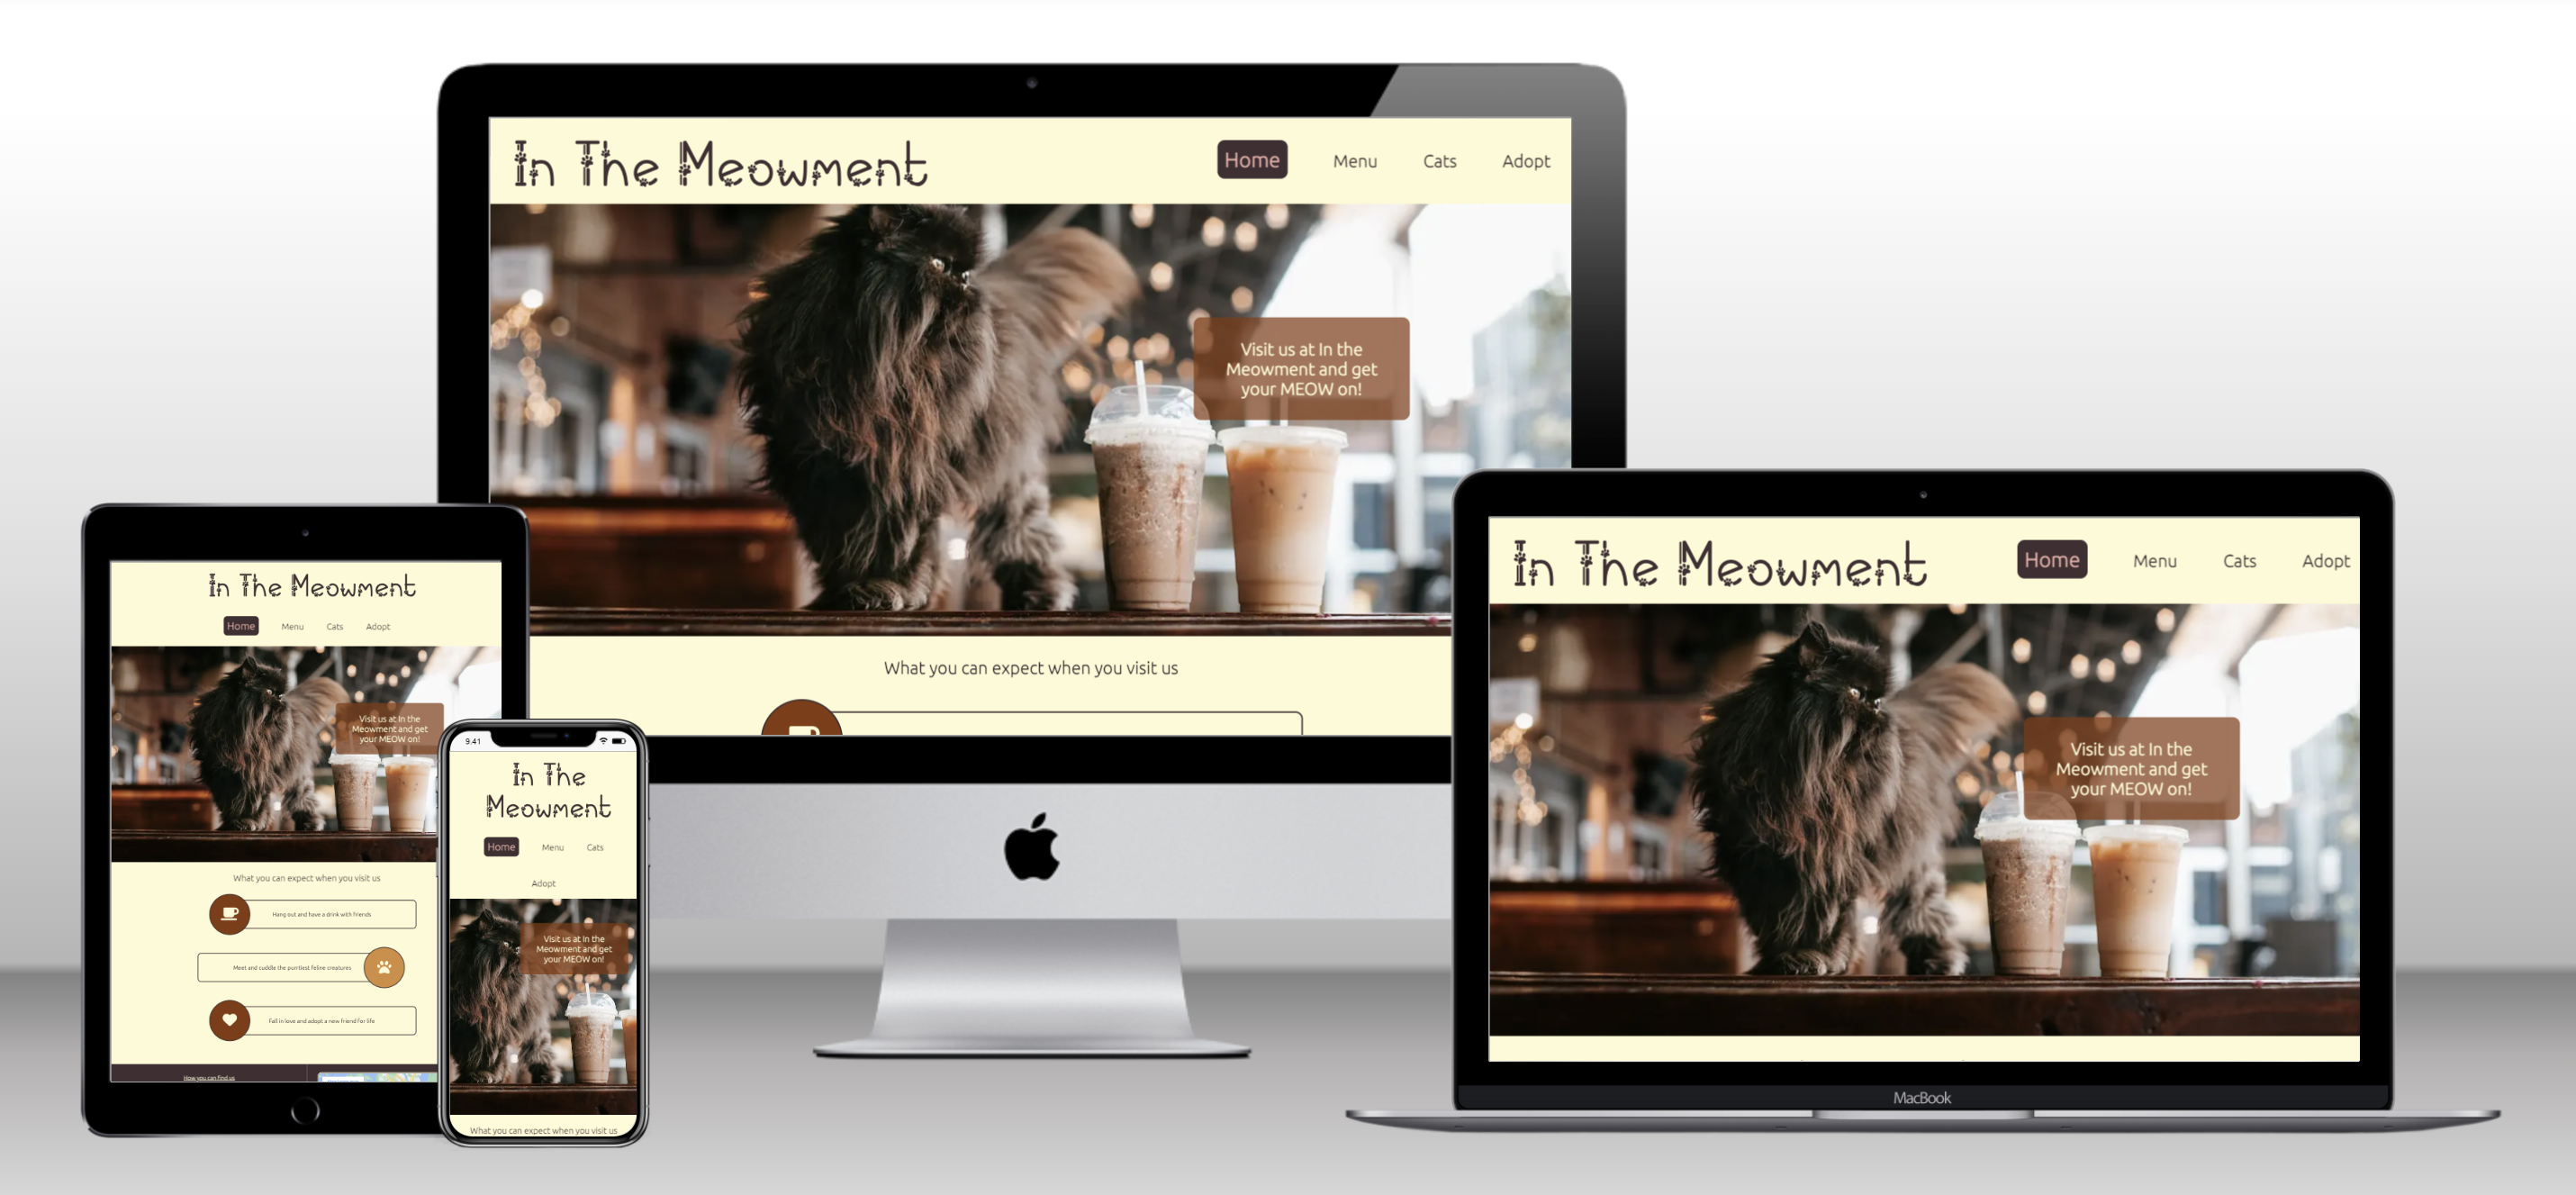 In The Meowment
Home Menu Cats Adopt
Visit us at In the
Meowment and get
your MEOW on!
What you can expect when you visit us
In The Meowment
Home Menu Cats Adopt
Visit us at In the
Meowment and get
your MEOW on!
What you can expect when you visit us
Hang out and have a drink with friends
Meet and cuddle the purrtiest feline creatures
Fall in love and adopt a new friend for life
How you can find us
9.41
In The
Meowment
Home Menu Cats
Adopt
Visit us at In the
Meowment and get
your MEOW on!
What you can expect when you visit us
In The Meowment
Home Menu Cats Adopt
Visit us at In the
Meowment and get
your MEOW on!
MacBook